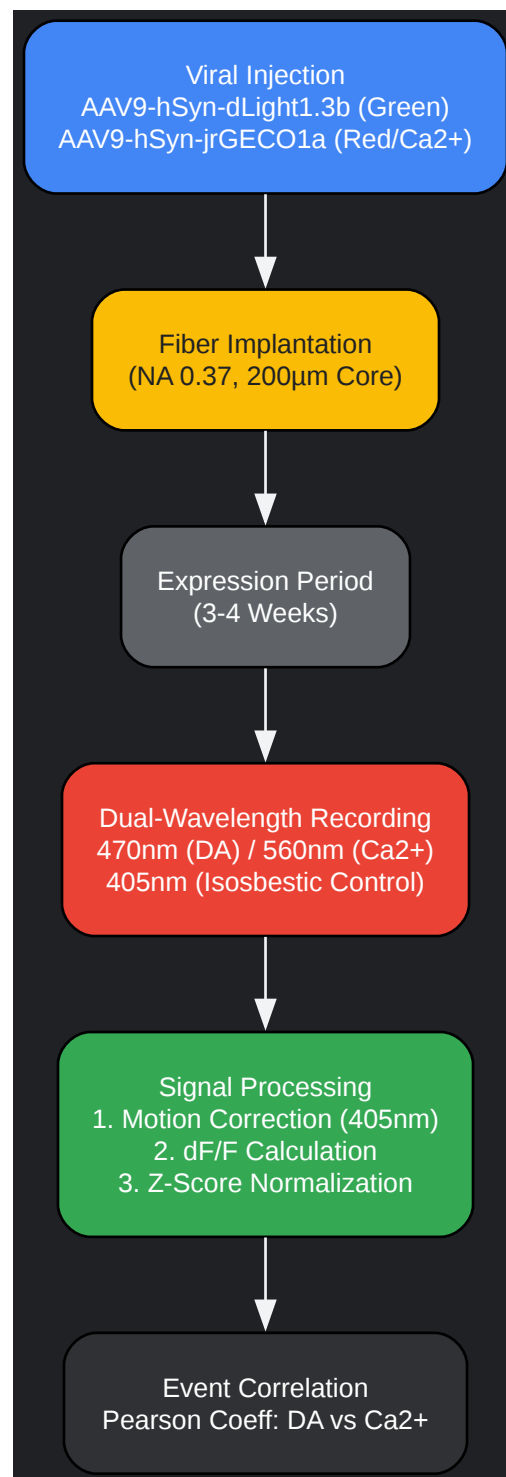 Viral Injection
AAV9-hSyn-dLight1.3b (Green)
AAV9-hSyn-jrGECO1a (Red/Ca2+)
Fiber Implantation
(NA 0.37, 200µm Core)
Expression Period
(3-4 Weeks)
Dual-Wavelength Recording
470nm (DA) / 560nm (Ca2+)
405nm (Isosbestic Control)
Signal Processing
1. Motion Correction (405nm)
2. dF/F Calculation
3. Z-Score Normalization
Event Correlation
Pearson Coeff: DA vs Ca2+